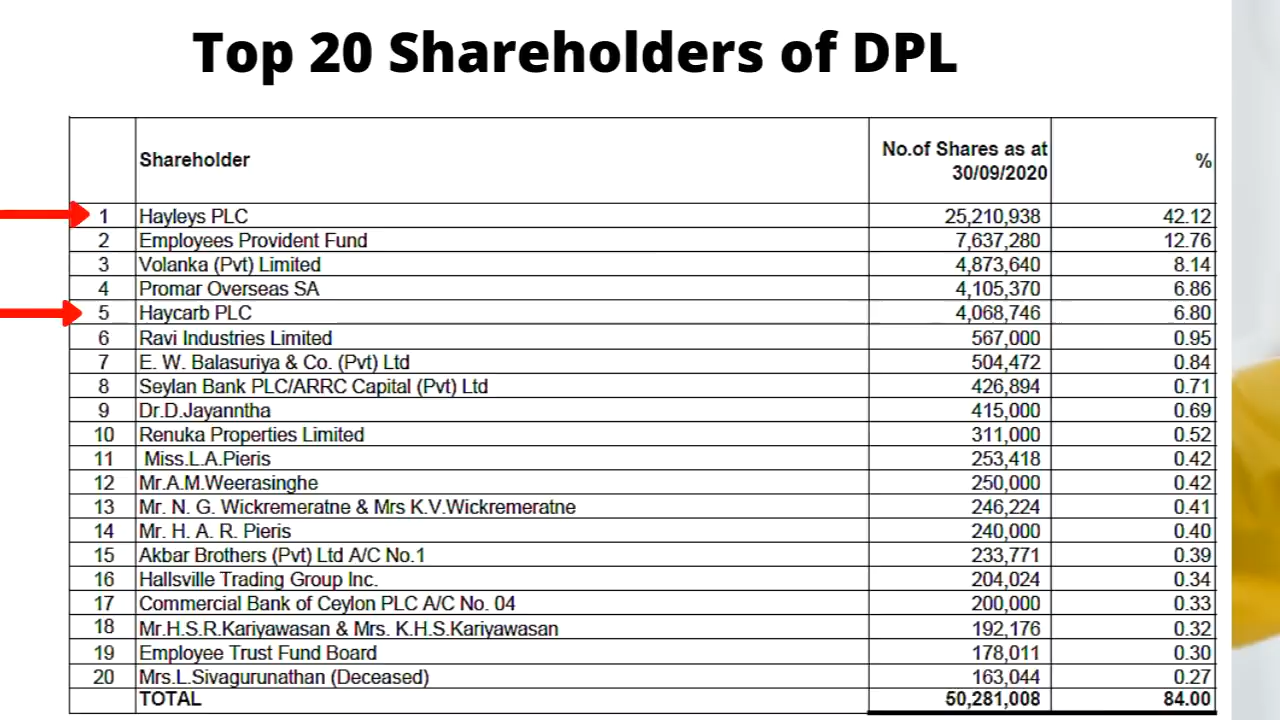 Top 20 Shareholders of DPL
Shareholder No.of Shares as at 30/09/2020 %
1 Hayleys PLC 25,210,938 42.12
2 Employees Provident Fund 7,637,280 12.76
3 Volanka (Pvt) Limited 4,873,640 8.14
4 Promar Overseas SA 4,105,370 6.86
5 Haycarb PLC 4,068,746 6.80
6 Ravi Industries Limited 567,000 0.95
7 E. W. Balasuriya & Co. (Pvt) Ltd 504,472 0.84
8 Seylan Bank PLC/ARRC Capital (Pvt) Ltd 426,894 0.71
9 Dr.D.Jayanntha 415,000 0.69
10 Renuka Properties Limited 311,000 0.52
11 Miss.L.A.Pieris 253,418 0.42
12 Mr.A.M.Weerasinghe 250,000 0.42
13 Mr. N. G. Wickremeratne & Mrs K.V.Wickremeratne 246,224 0.41
14 Mr. H. A. R. Pieris 240,000 0.40
15 Akbar Brothers (Pvt) Ltd A/C No.1 233,771 0.39
16 Hallsville Trading Group Inc. 204,024 0.34
17 Commercial Bank of Ceylon PLC A/C No. 04 200,000 0.33
18 Mr.H.S.R.Kariyawasan & Mrs. K.H.S.Kariyawasan 192,176 0.32
19 Employee Trust Fund Board 178,011 0.30
20 Mrs.L.Sivagurunathan (Deceased) 163,044 0.27
TOTAL 50,281,008 84.00